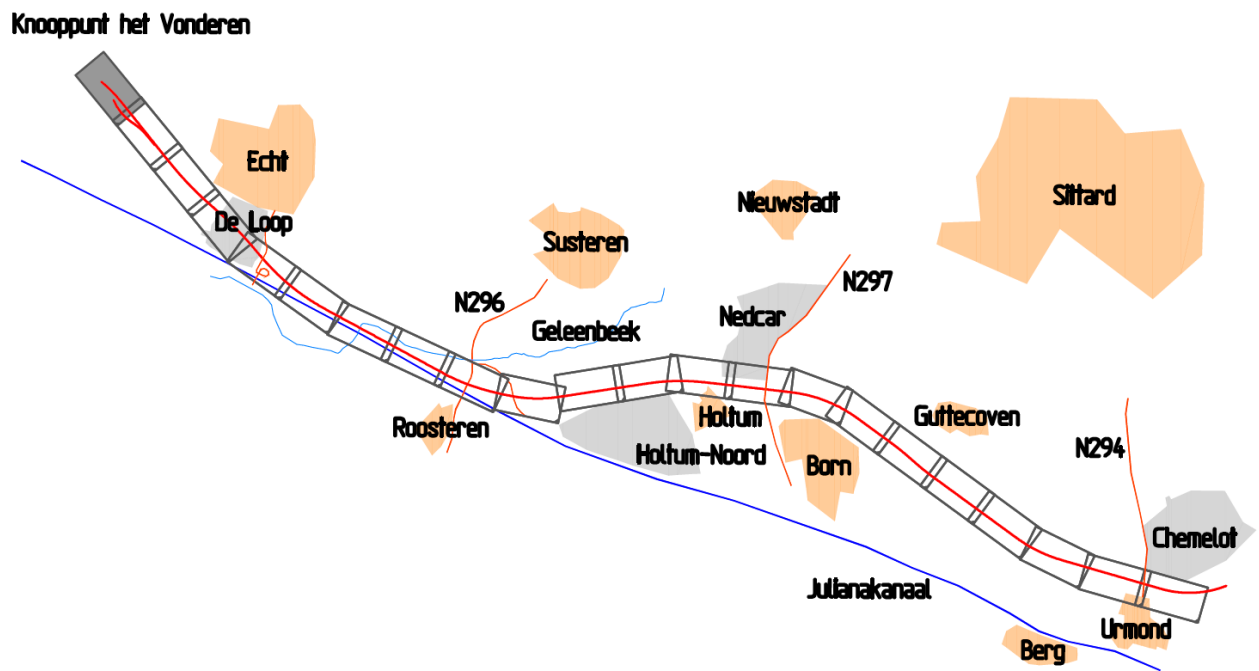 Knooppunt het Vonderen
Echt
De Loop
Nieuwstadt
Sittard
Susteren
N296
N297
Geleenbeek
Nedcar
Roosteren
Holtum
Guttecoven
Holtum-Noord
Born
N294
Chemelot
Julianakanaal
Urmond
Berg